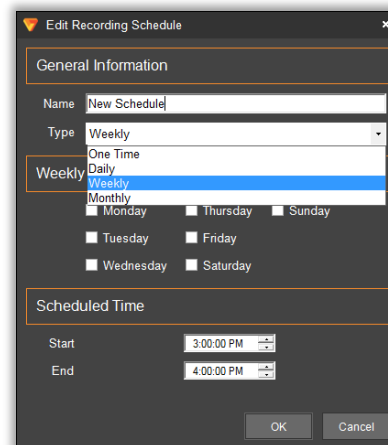 Edit Recording Schedule
General Information
Name New Schedule
Type Weekly
One Time
Daily
Weekly Weekly
Monthly
Monday Thursday Sunday
Tuesday Friday
Wednesday Saturday
Scheduled Time
Start 3:00:00 PM
End 4:00:00 PM
OK Cancel